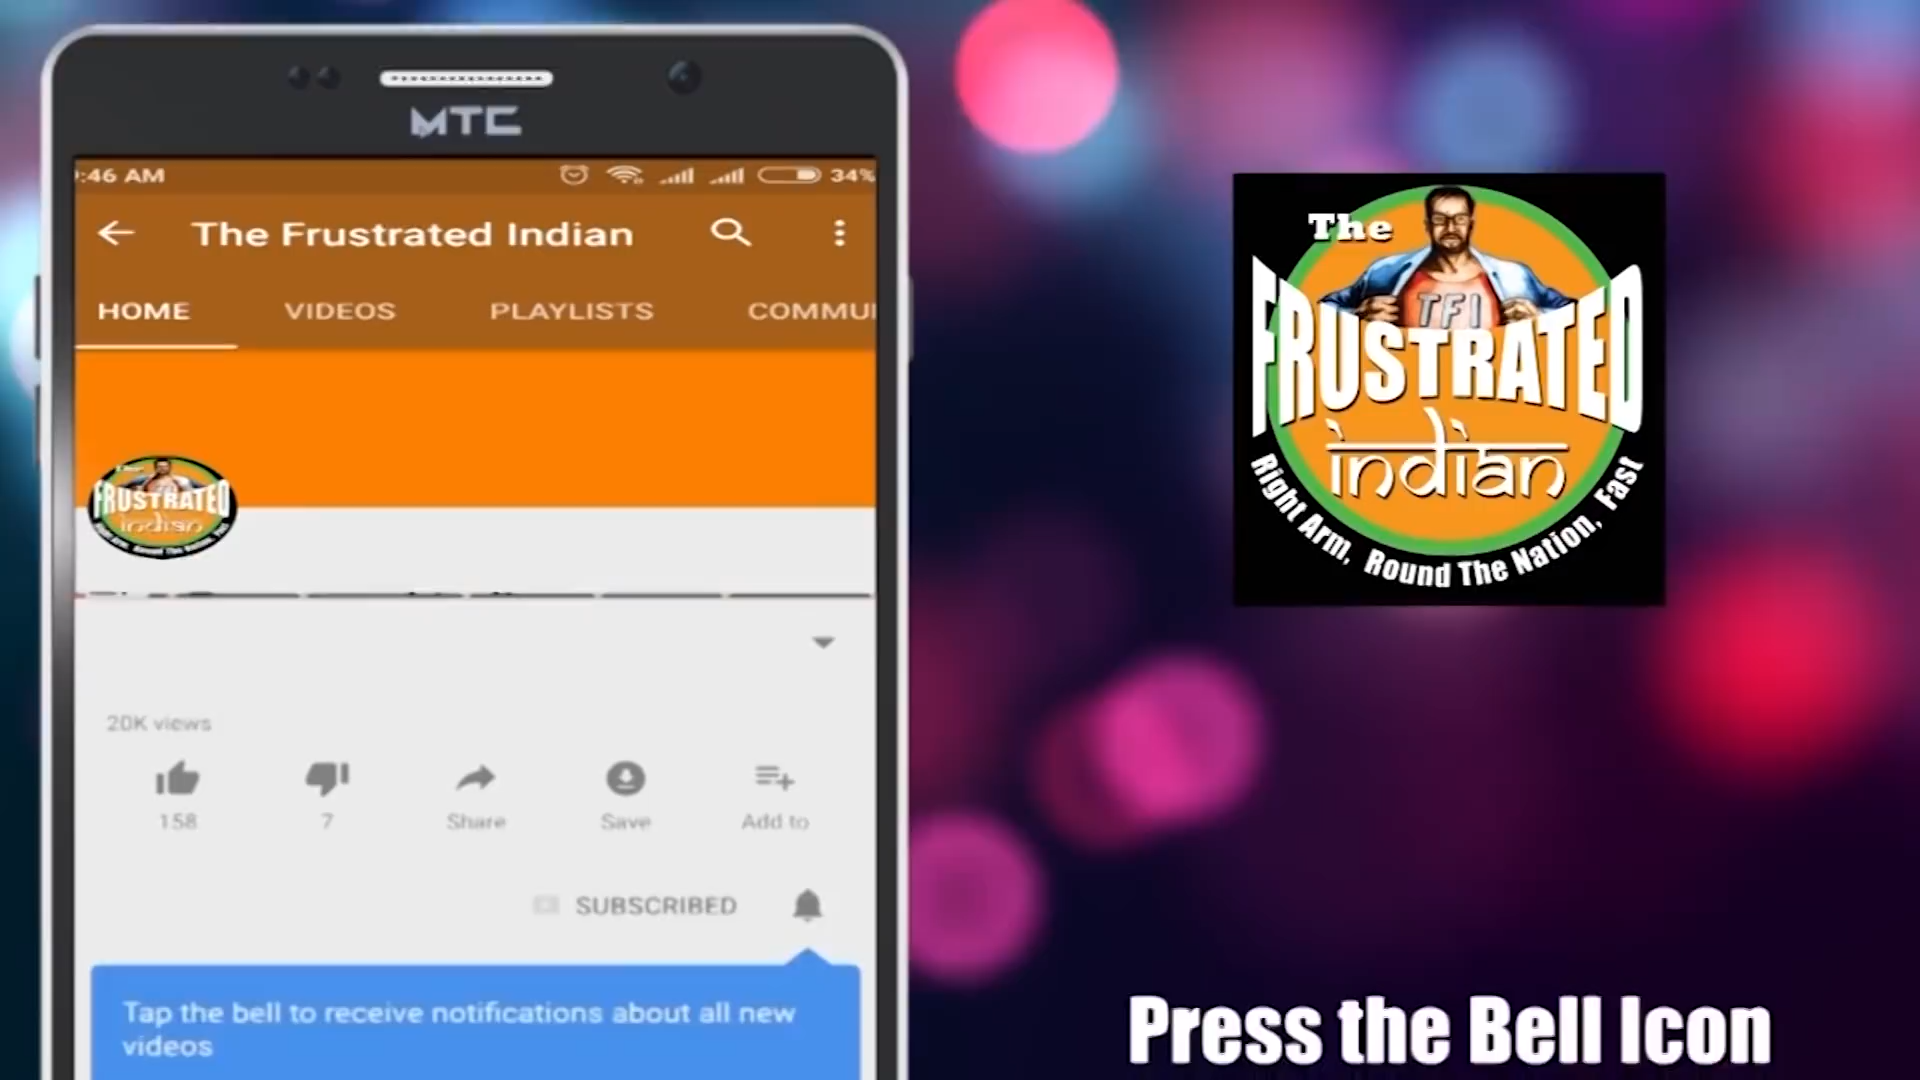 MTC
:46 AM
34%
The Frustrated Indian
HOME VIDEOS PLAYLISTS COMMU
FRUSTRATED
indian
20K views
158
7
Share
Save
Add to
SUBSCRIBED
Tap the bell to receive notifications about all new
videos
The
TFI
FRUSTRATED
indian
Right Arm, Round The Nation, Fast
Press the Bell Icon